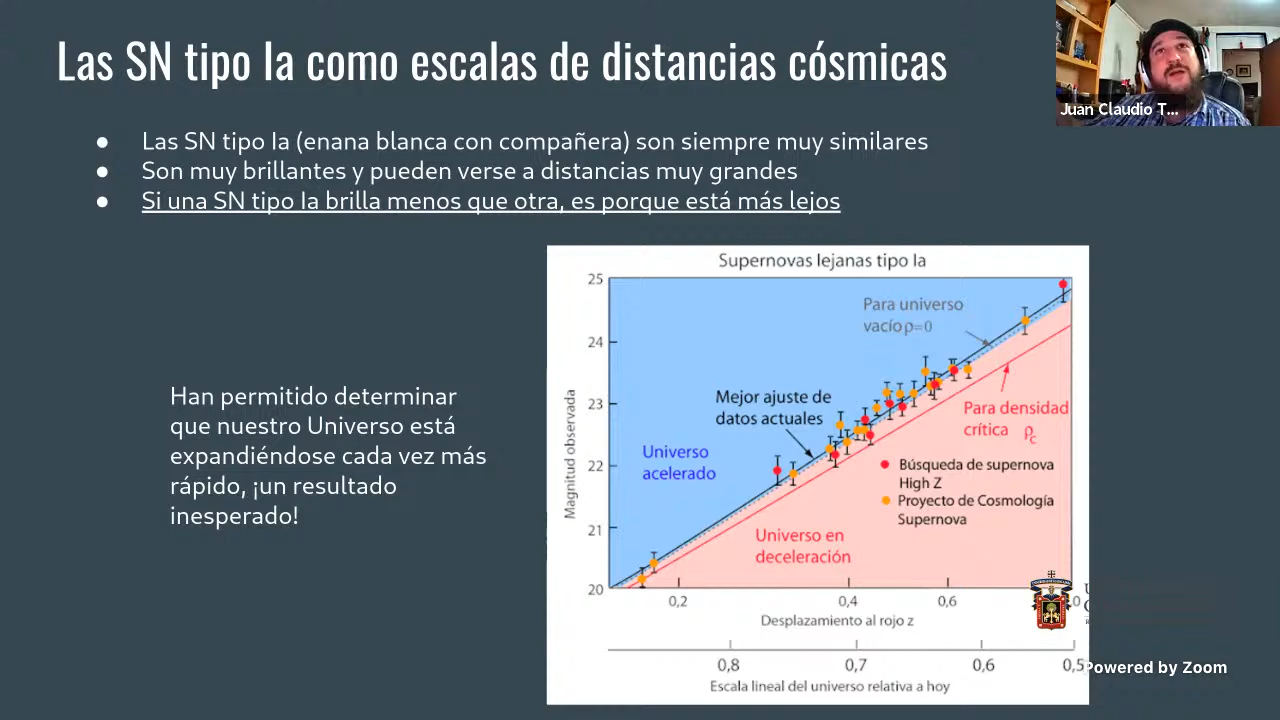 Las SN tipo Ia como escalas de distancias cósmicas
Juan Claudio T...
● Las SN tipo Ia (enana blanca con compañera) son siempre muy similares
● Son muy brillantes y pueden verse a distancias muy grandes
● Si una SN tipo Ia brilla menos que otra, es porque está más lejos
Han permitido determinar
que nuestro Universo está
expandiéndose cada vez más
rápido, ¡un resultado
inesperado!
Supernovas lejanas tipo Ia
25
24
23
22
21
20
Magnitud observada
Para universo
vacío ρ=0
Mejor ajuste de
datos actuales
Universo
acelerado
Para densidad
crítica ρc
Búsqueda de supernova
High Z
Proyecto de Cosmología
Supernova
Universo en
deceleración
0,2 0,4 0,6
Desplazamiento al rojo z
0,8 0,7 0,6 0,5
Escala lineal del universo relativa a hoy
Powered by Zoom